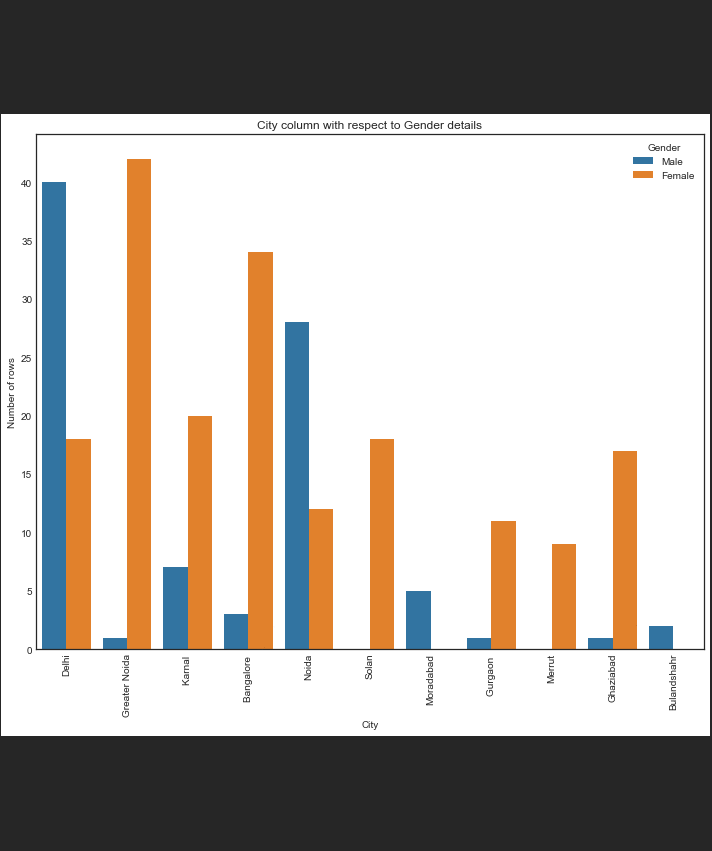 City column with respect to Gender details
Gender
Male
Female
Number of rows
40
35
30
25
20
15
10
5
0
Delhi
Greater Noida
Karnal
Bangalore
Noida
Solan
Moradabad
Gurgaon
Merrut
Ghaziabad
Bulandshahr
City